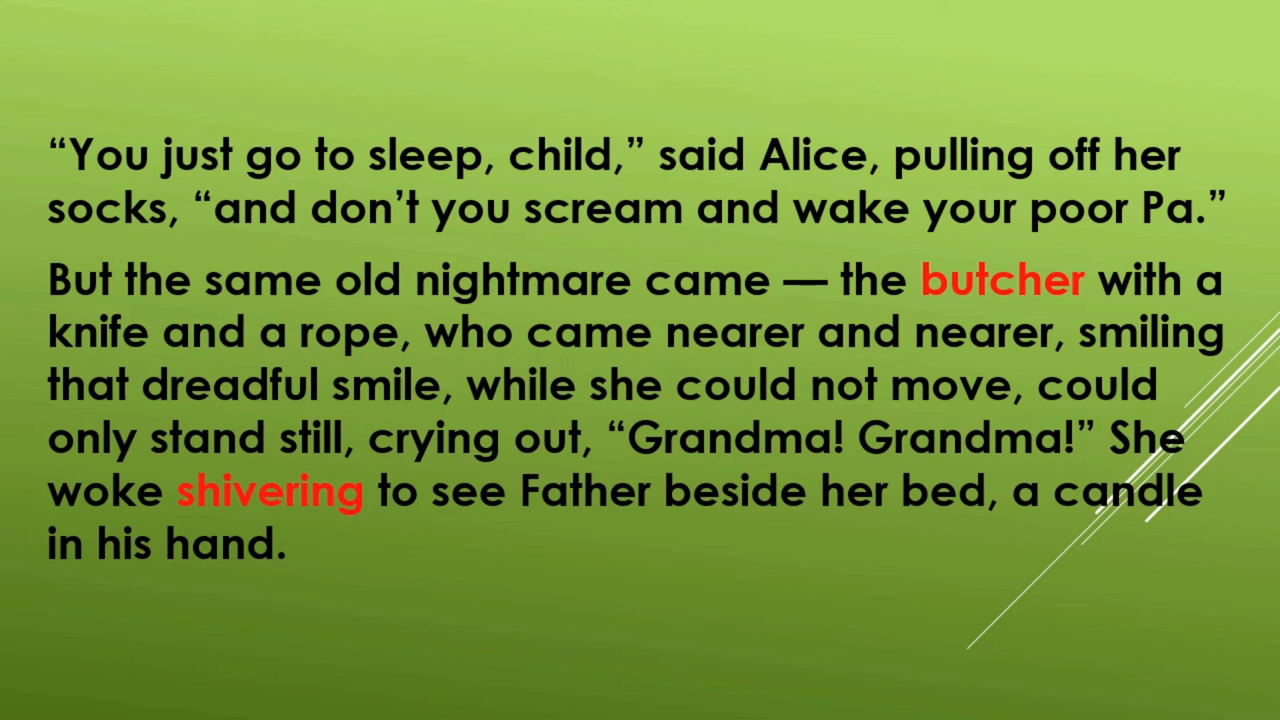 “You just go to sleep, child,” said Alice, pulling off her
socks, “and don’t you scream and wake your poor Pa.”
But the same old nightmare came — the butcher with a
knife and a rope, who came nearer and nearer, smiling
that dreadful smile, while she could not move, could
only stand still, crying out, “Grandma! Grandma!” She
woke shivering to see Father beside her bed, a candle
in his hand.